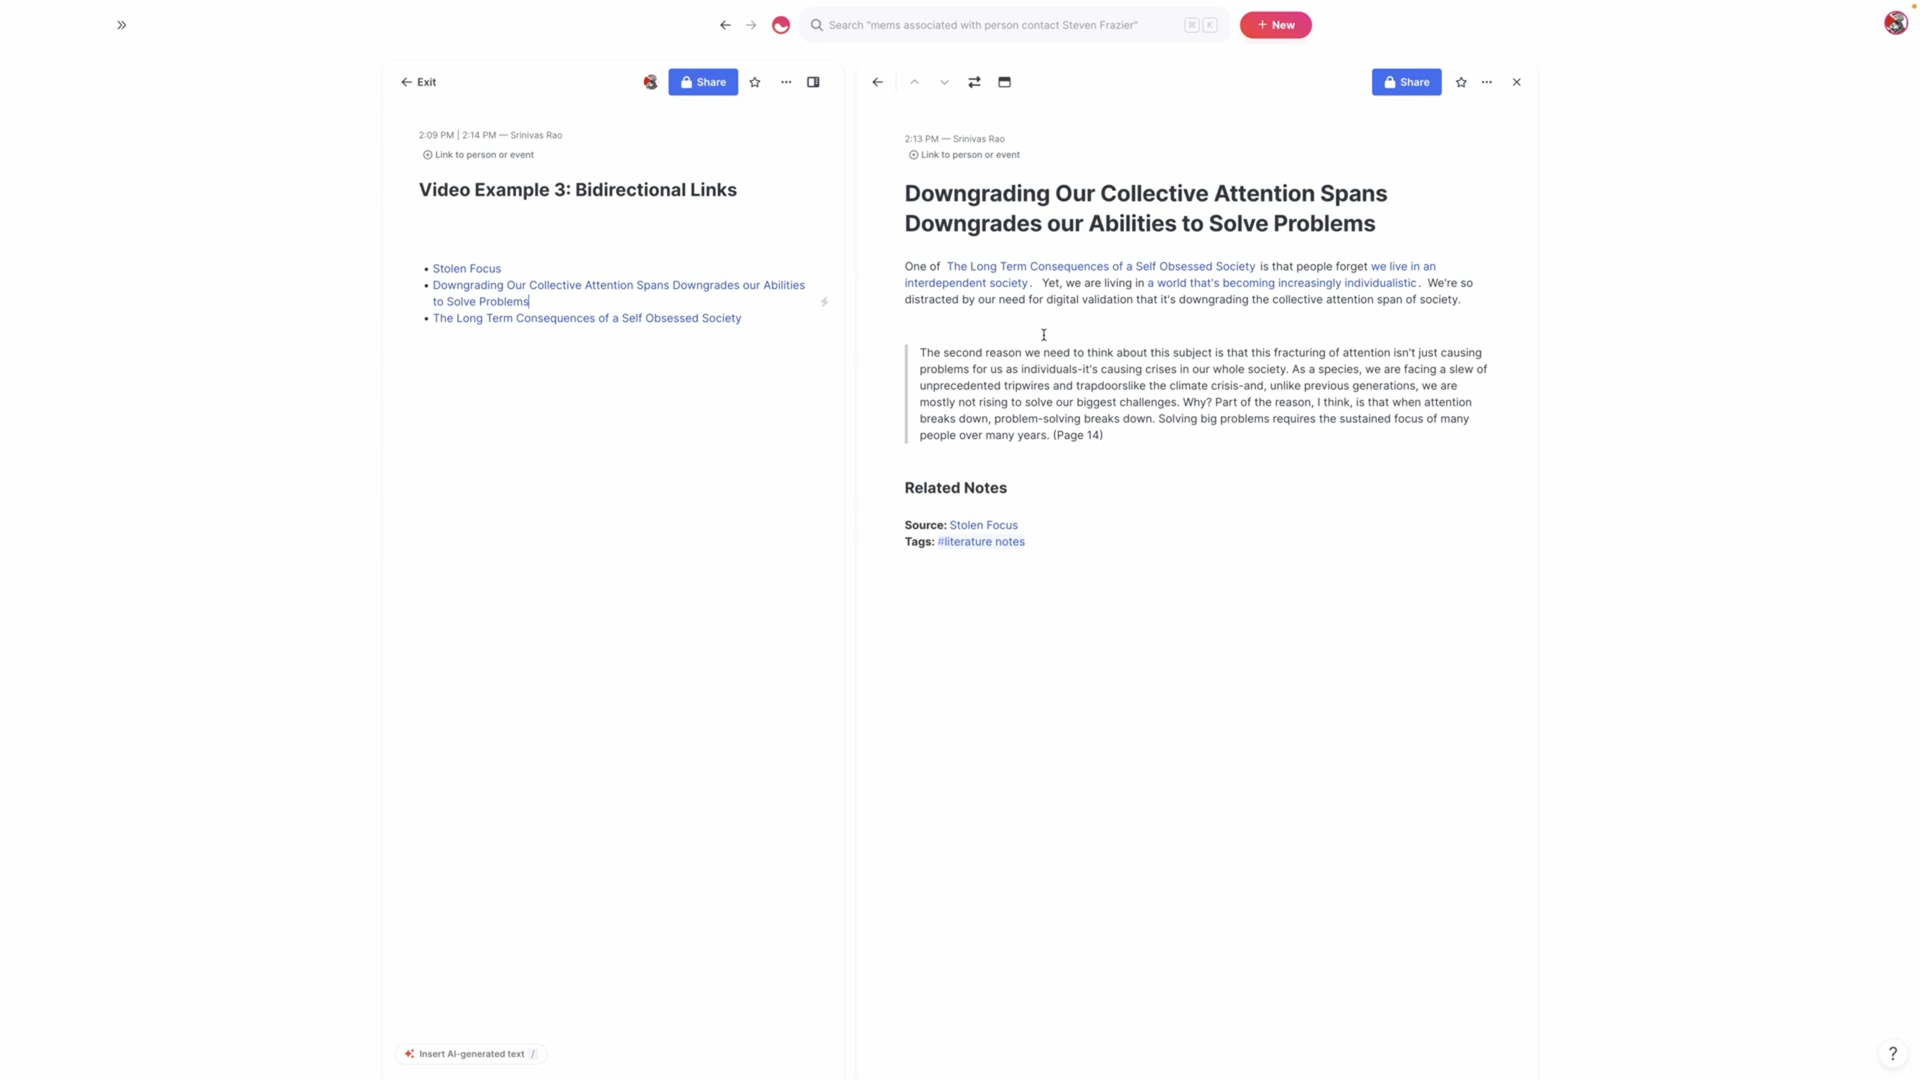 Search "mems associated with person contact Steven Frazier"
⌘ K
+ New
Exit
Share
2:09 PM | 2:14 PM — Srinivas Rao
Link to person or event
Video Example 3: Bidirectional Links
• Stolen Focus
• Downgrading Our Collective Attention Spans Downgrades our Abilities
to Solve Problems
• The Long Term Consequences of a Self Obsessed Society
Insert AI-generated text /
Share
2:13 PM — Srinivas Rao
Link to person or event
Downgrading Our Collective Attention Spans
Downgrades our Abilities to Solve Problems
One of The Long Term Consequences of a Self Obsessed Society is that people forget we live in an
interdependent society. Yet, we are living in a world that's becoming increasingly individualistic. We're so
distracted by our need for digital validation that it's downgrading the collective attention span of society.
The second reason we need to think about this subject is that this fracturing of attention isn't just causing
problems for us as individuals-it's causing crises in our whole society. As a species, we are facing a slew of
unprecedented tripwires and trapdoorslike the climate crisis-and, unlike previous generations, we are
mostly not rising to solve our biggest challenges. Why? Part of the reason, I think, is that when attention
breaks down, problem-solving breaks down. Solving big problems requires the sustained focus of many
people over many years. (Page 14)
Related Notes
Source: Stolen Focus
Tags: #literature notes
?